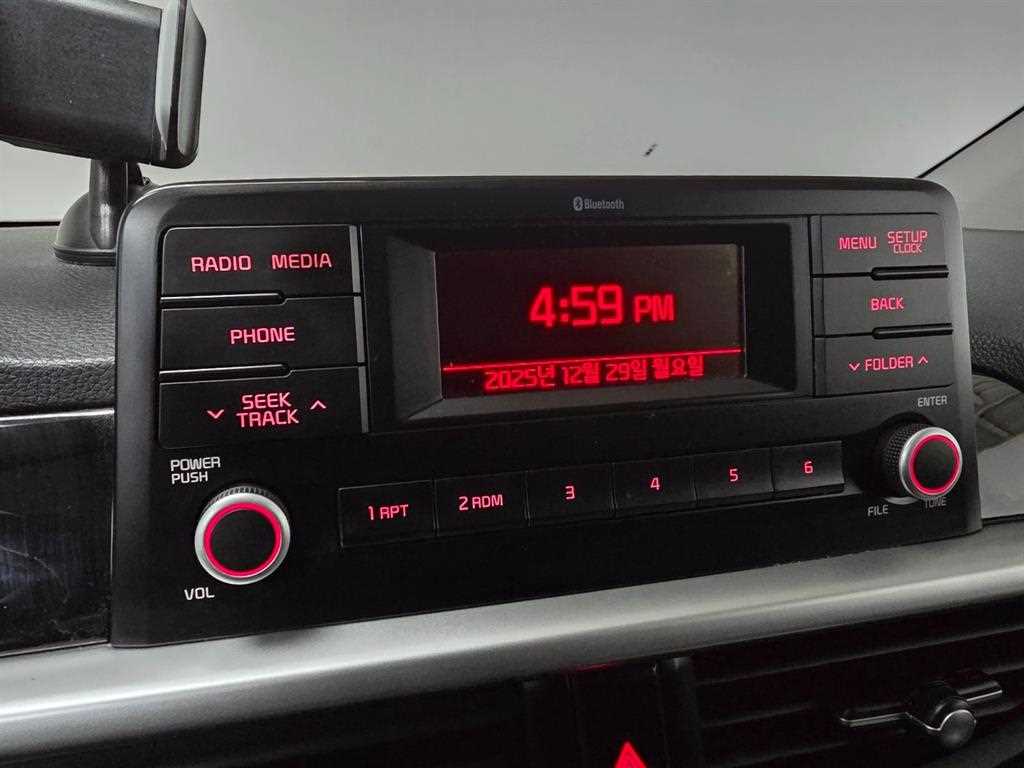 Bluetooth
RADIO MEDIA
PHONE
SEEK
TRACK
POWER
PUSH
VOL
4:59 PM
2025년 12월 29일 월요일
1 RPT
2 RDM
3
4
5
6
MENU
SETUP
CLOCK
BACK
FOLDER
ENTER
FILE
TUNE